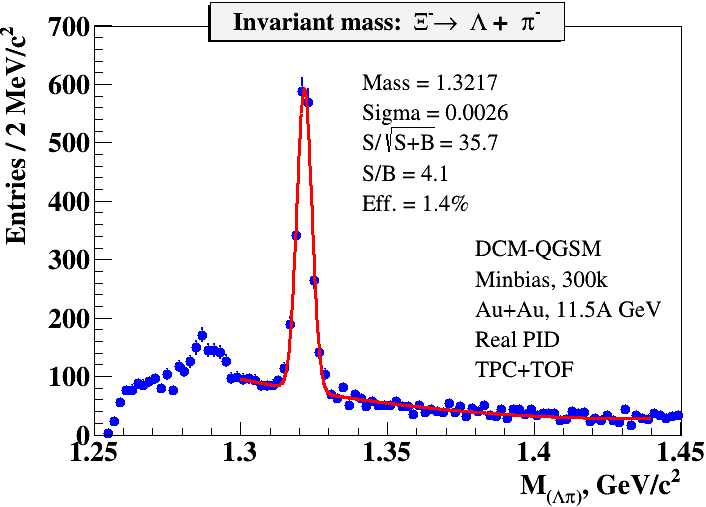 Invariant mass: Ξ⁻→ Λ + π⁻
Entries / 2 MeV/c²
700
600
500
400
300
200
100
0
Mass = 1.3217
Sigma = 0.0026
S/√S+B = 35.7
S/B = 4.1
Eff. = 1.4%
DCM-QGSM
Minbias, 300k
Au+Au, 11.5A GeV
Real PID
TPC+TOF
1.25 1.3 1.35 1.4 1.45
M(Λπ), GeV/c²